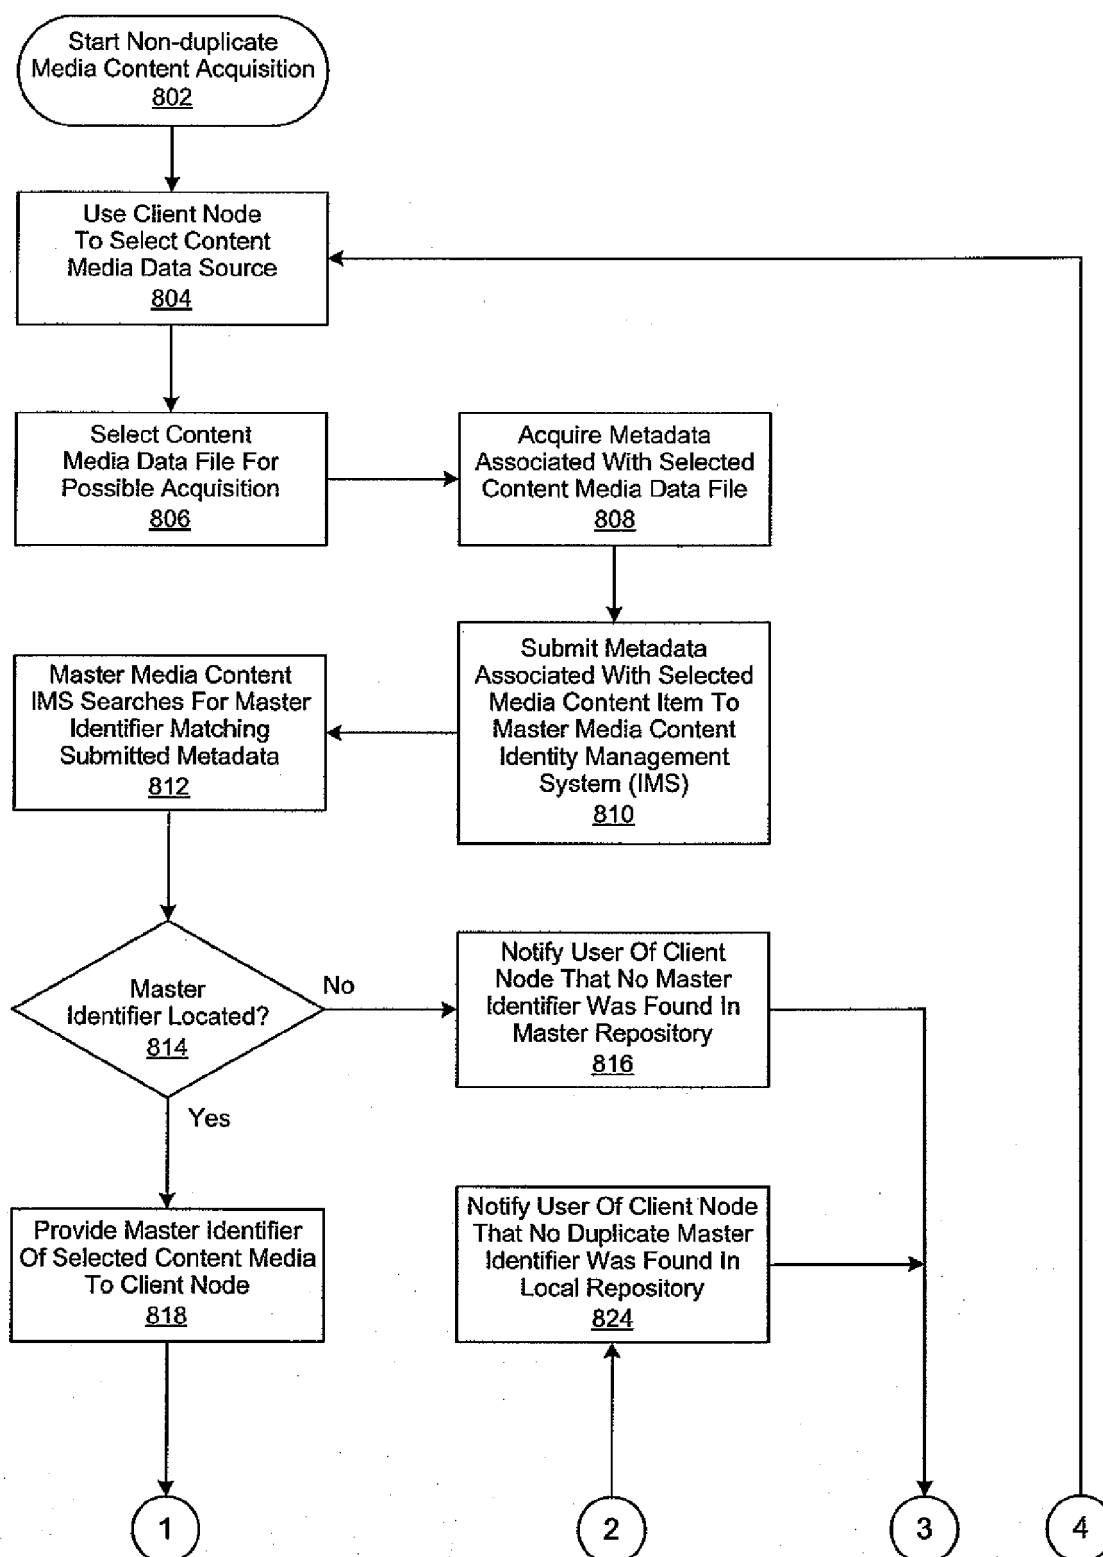 Start Non-duplicate
Media Content Acquisition
802
Use Client Node
To Select Content
Media Data Source
804
Select Content
Media Data File For
Possible Acquisition
806
Acquire Metadata
Associated With Selected
Content Media Data File
808
Submit Metadata
Associated With Selected
Media Content Item To
Master Media Content
Identity Management
System (IMS)
810
Master Media Content
IMS Searches For Master
Identifier Matching
Submitted Metadata
812
Master
Identifier Located?
814
No
Yes
Notify User Of Client
Node That No Master
Identifier Was Found In
Master Repository
816
Provide Master Identifier
Of Selected Content Media
To Client Node
818
Notify User Of Client Node
That No Duplicate Master
Identifier Was Found In
Local Repository
824
1
2
3
4